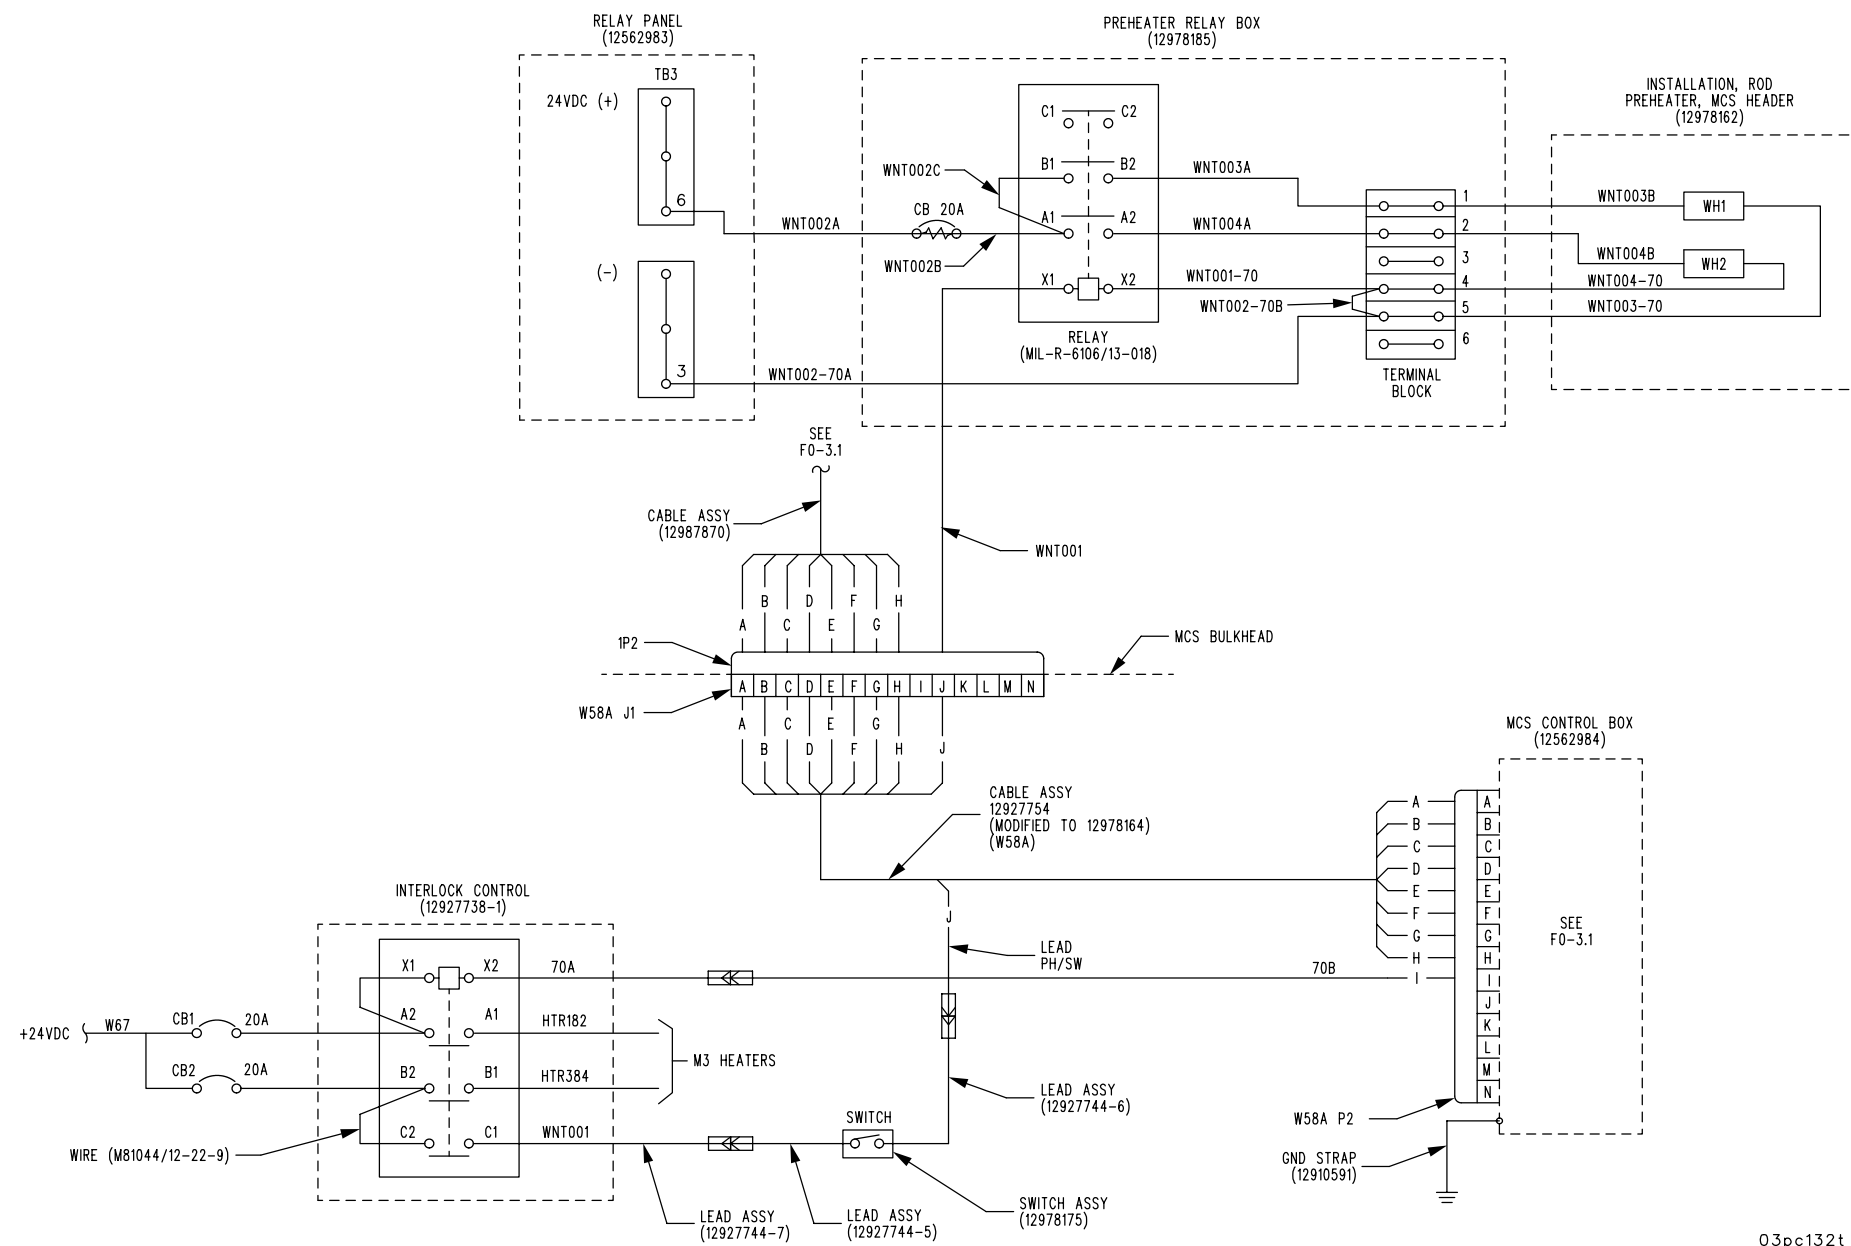 RELAY PANEL
(12562983)
TB3
24VDC (+)
6
(-)
3
PREHEATER RELAY BOX
(12978185)
C1 C2
B1 B2
A1 A2
X1 X2
WNT002C
CB 20A
WNT002A
WNT002B
WNT003A
WNT004A
WNT001-70
WNT002-70B
WNT002-70A
RELAY
(MIL-R-6106/13-018)
1
2
3
4
5
6
TERMINAL
BLOCK
INSTALLATION, ROD
PREHEATER, MCS HEADER
(12978162)
WNT003B
WH1
WNT004B
WH2
WNT004-70
WNT003-70
SEE
FO-3.1
CABLE ASSY
(12987870)
WNT001
B D F H
A C E G
1P2
MCS BULKHEAD
A B C D E F G H I J K L M N
W58A J1
A C E G
B D F H J
CABLE ASSY
12927754
(MODIFIED TO 12978164)
(W58A)
MCS CONTROL BOX
(12562984)
A A
B B
C C
D D
E E
F F
G G
H H
I I
J
K
L
M
N
SEE
FO-3.1
W58A P2
GND STRAP
(12910591)
INTERLOCK CONTROL
(12927738-1)
X1 X2
A2 A1
B2 B1
C2 C1
70A
70B
J
LEAD
PH/SW
+24VDC
W67
CB1 20A
CB2 20A
HTR182
HTR384
M3 HEATERS
WNT001
WIRE (M81044/12-22-9)
LEAD ASSY
(12927744-6)
SWITCH
SWITCH ASSY
(12978175)
LEAD ASSY
(12927744-7)
LEAD ASSY
(12927744-5)
03pc132t